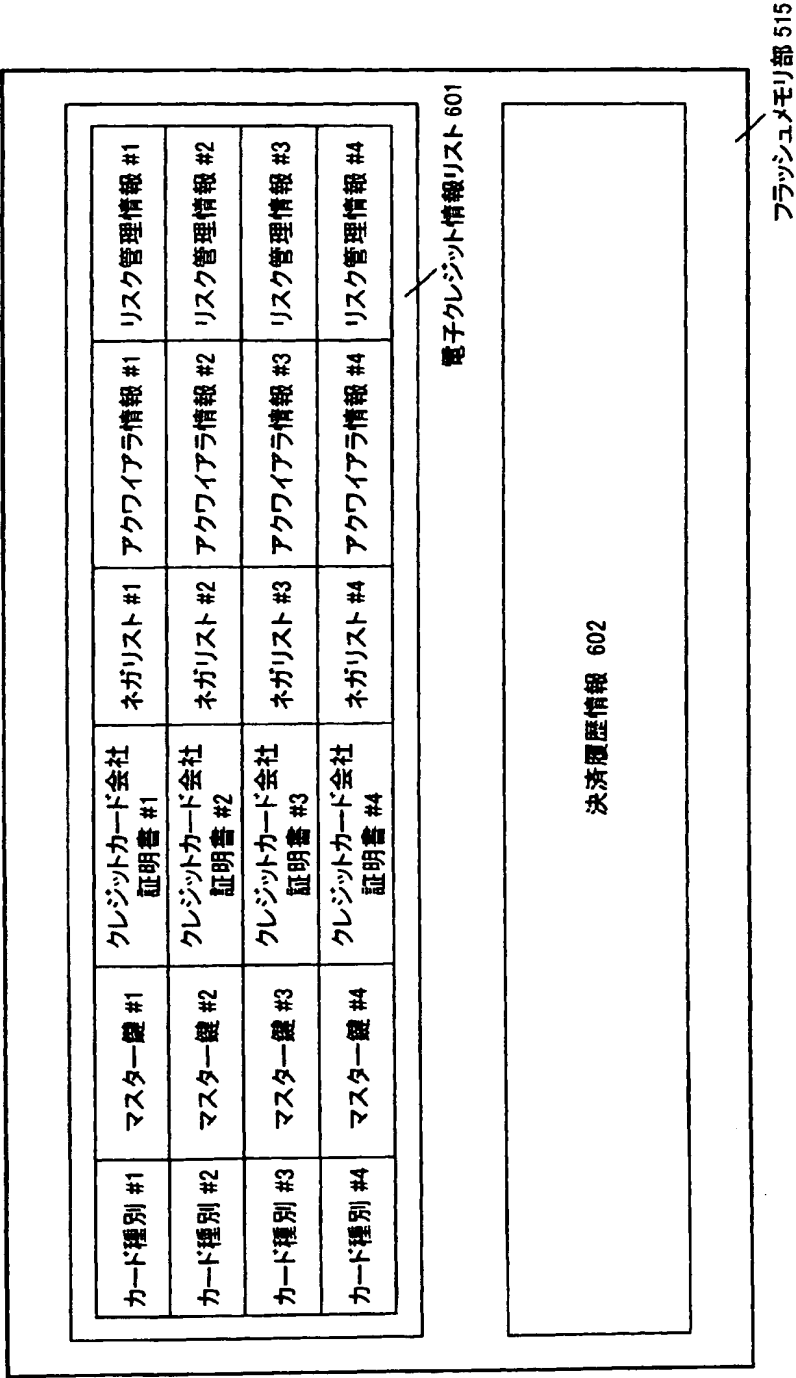 カード種別 #1
マスター鍵 #1
クレジットカード会社
証明書 #1
ネガリスト #1
アクワイアラ情報 #1
リスク管理情報 #1
カード種別 #2
マスター鍵 #2
クレジットカード会社
証明書 #2
ネガリスト #2
アクワイアラ情報 #2
リスク管理情報 #2
カード種別 #3
マスター鍵 #3
クレジットカード会社
証明書 #3
ネガリスト #3
アクワイアラ情報 #3
リスク管理情報 #3
カード種別 #4
マスター鍵 #4
クレジットカード会社
証明書 #4
ネガリスト #4
アクワイアラ情報 #4
リスク管理情報 #4
電子クレジット情報リスト 601
決済履歴情報 602
フラッシュメモリ部 515